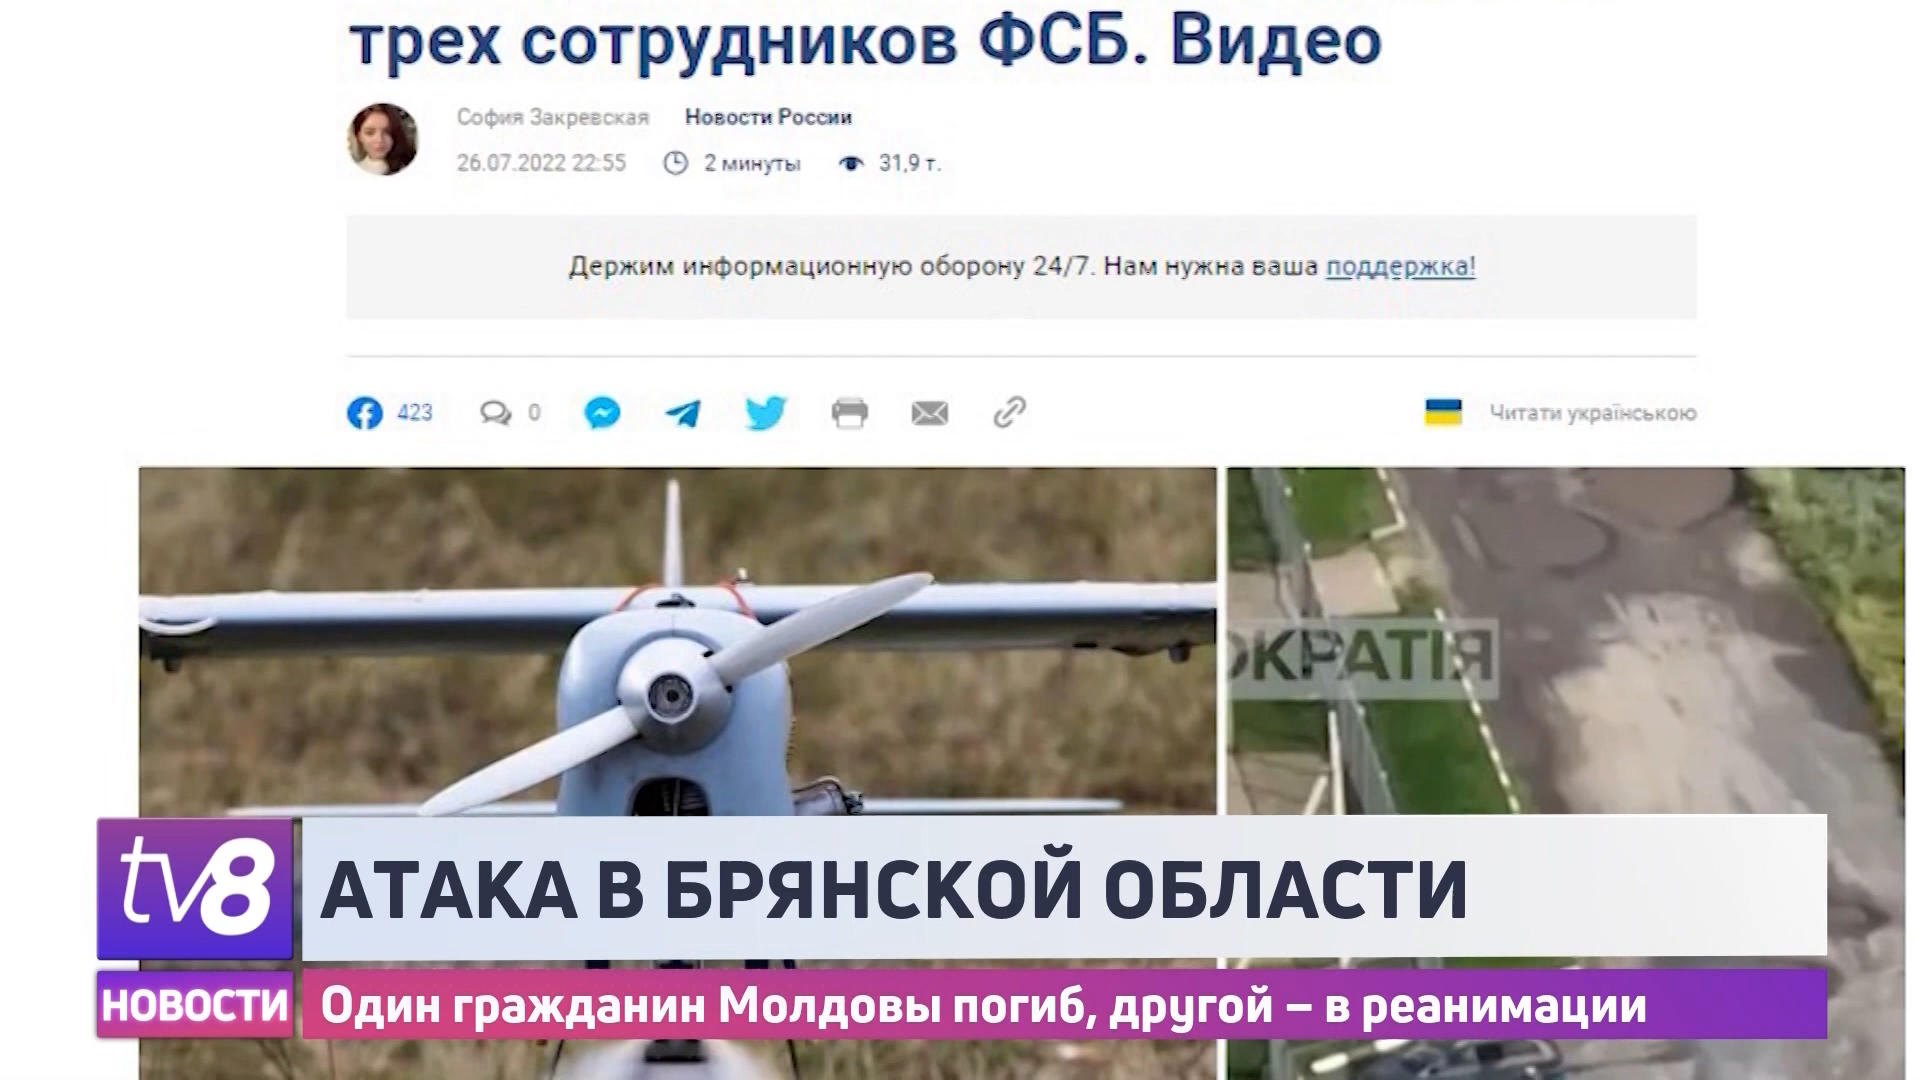 трех сотрудников ФСБ. Видео
София Закревская Новости России
26.07.2022 22:55 2 минуты 31,9 т.
Держим информационную оборону 24/7. Нам нужна ваша поддержка!
423 0 Читати українською
ОКРАТІЯ
tv8 АТАКА В БРЯНСКОЙ ОБЛАСТИ
НОВОСТИ Один гражданин Молдовы погиб, другой – в реанимации